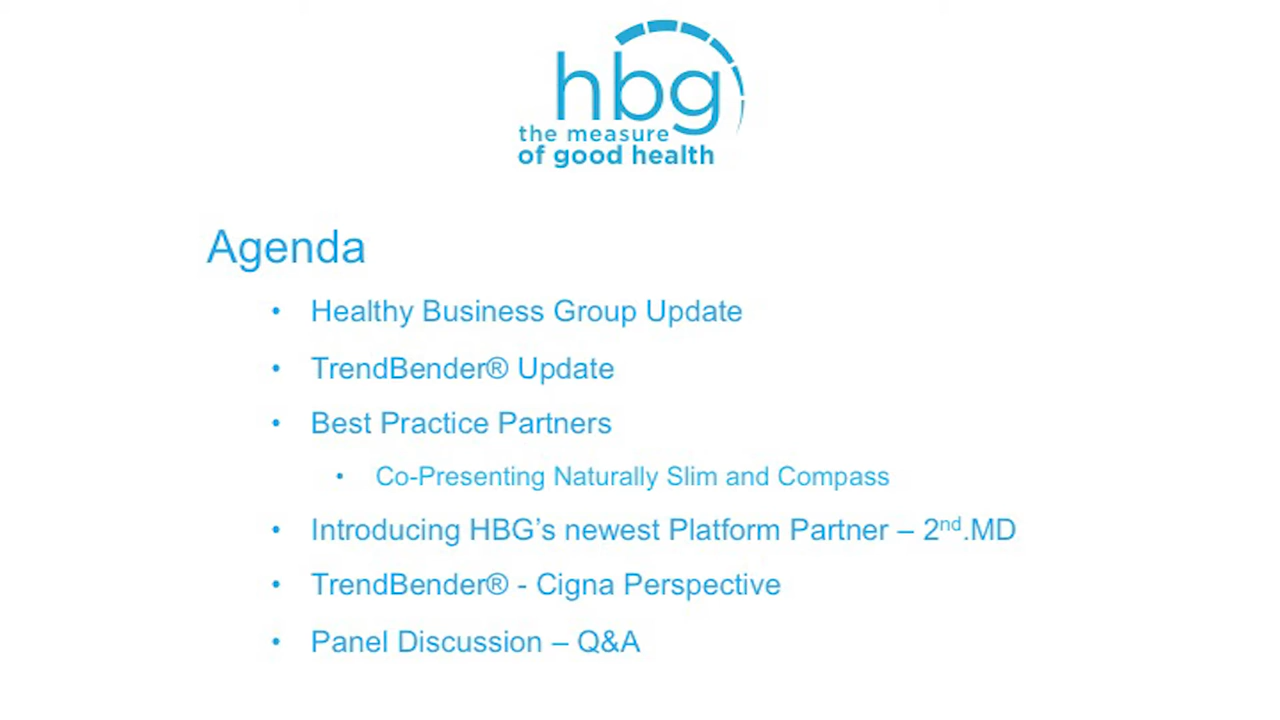 hbg
the measure
of good health
Agenda
• Healthy Business Group Update
• TrendBender® Update
• Best Practice Partners
• Co-Presenting Naturally Slim and Compass
• Introducing HBG’s newest Platform Partner – 2nd.MD
• TrendBender® - Cigna Perspective
• Panel Discussion – Q&A